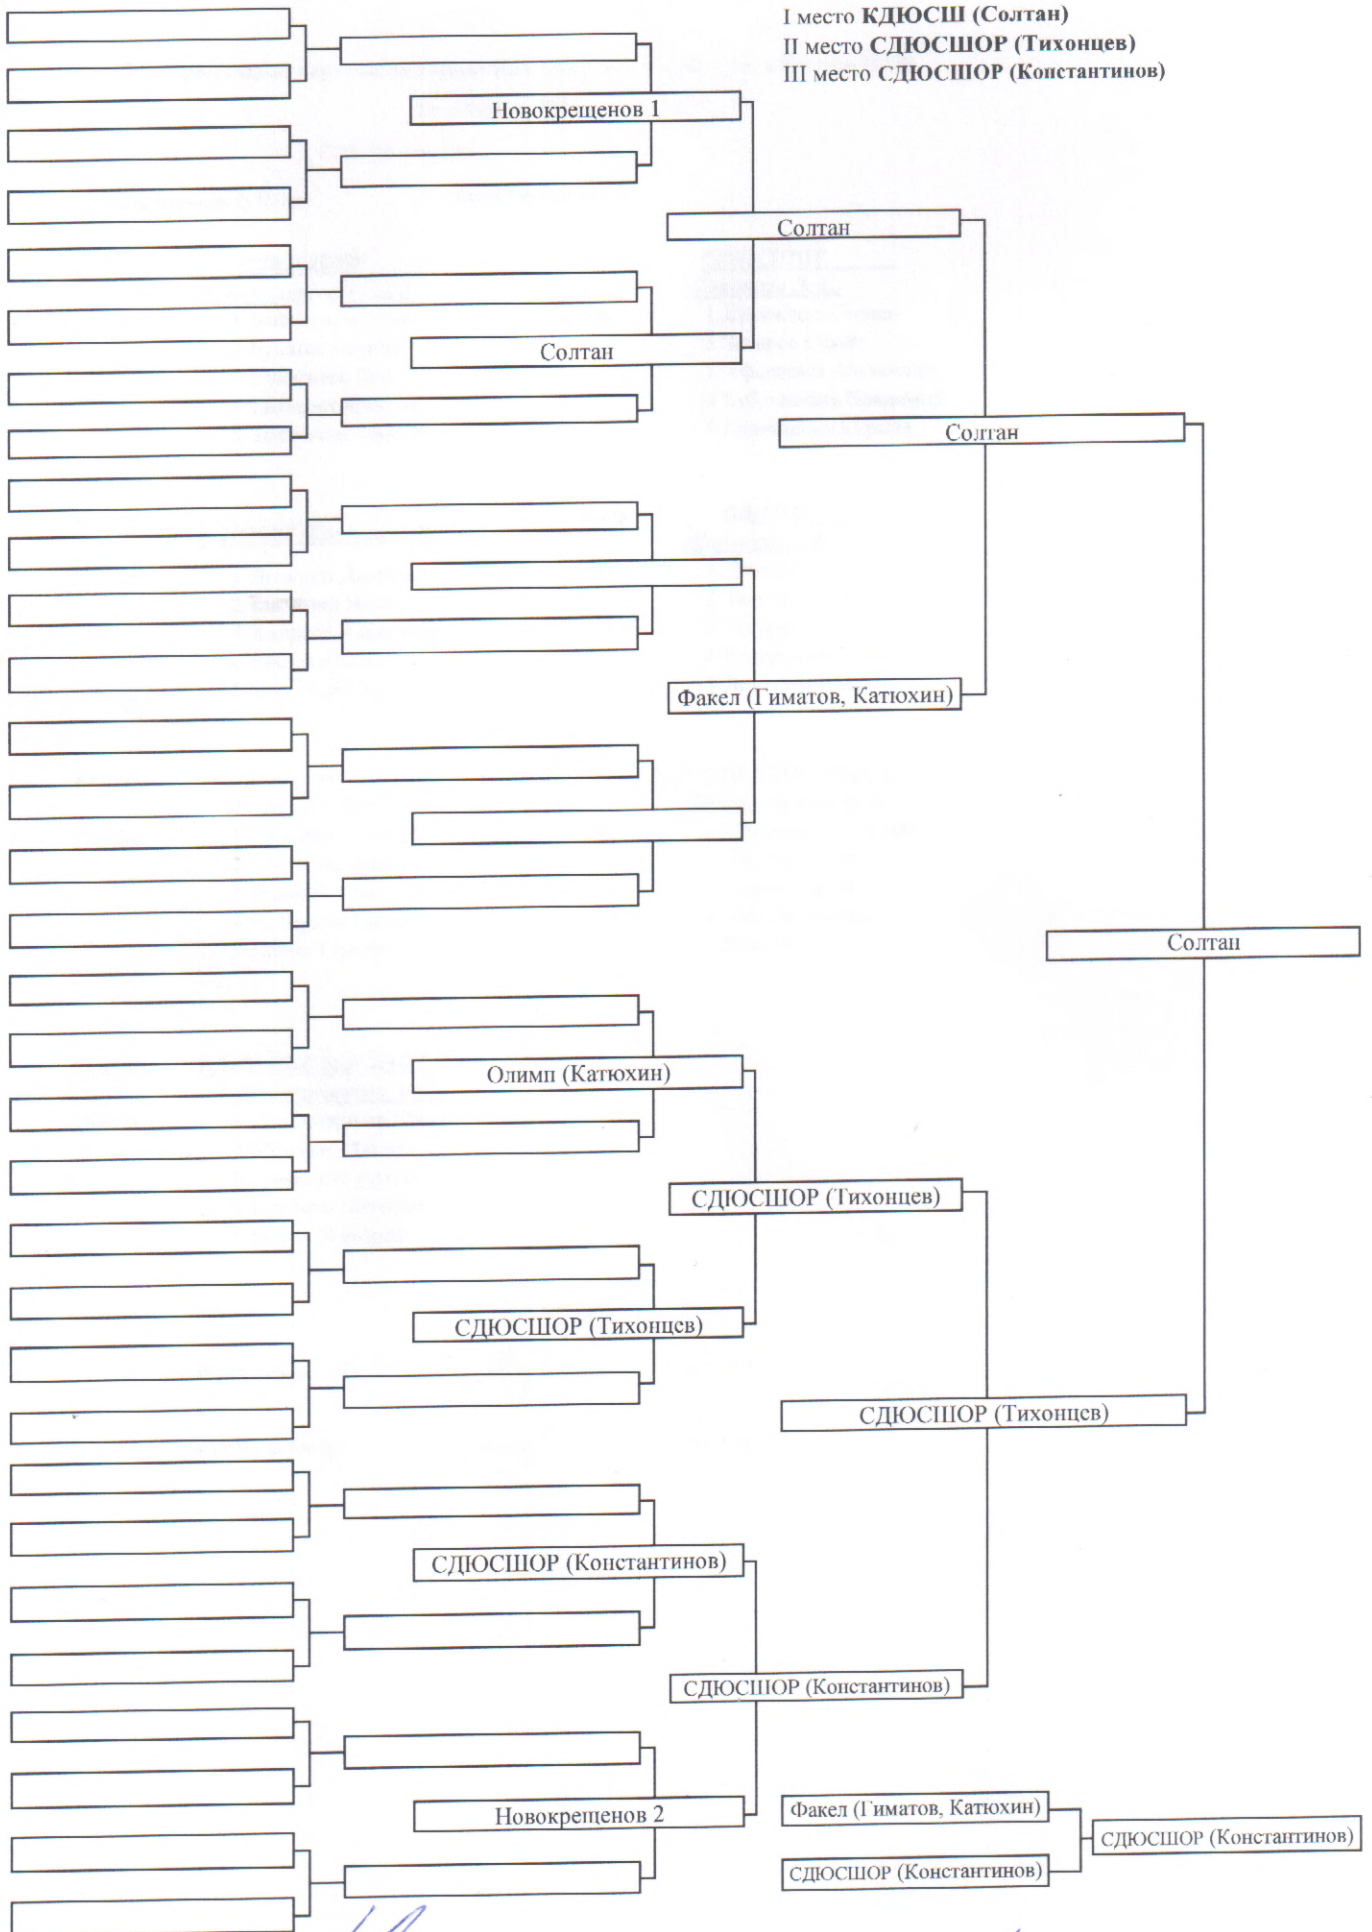 I место КДЮСШ (Солтан)
II место СДЮСШОР (Тихонцев)
III место СДЮСШОР (Константинов)
Новокрещенов 1
Солтан
Солтан
Солтан
Факел (Гиматов, Катюхин)
Солтан
Олимп (Катюхин)
СДЮСШОР (Тихонцев)
СДЮСШОР (Тихонцев)
СДЮСШОР (Тихонцев)
СДЮСШОР (Константинов)
СДЮСШОР (Константинов)
Новокрещенов 2
Факел (Гиматов, Катюхин)
СДЮСШОР (Константинов)
СДЮСШОР (Константинов)